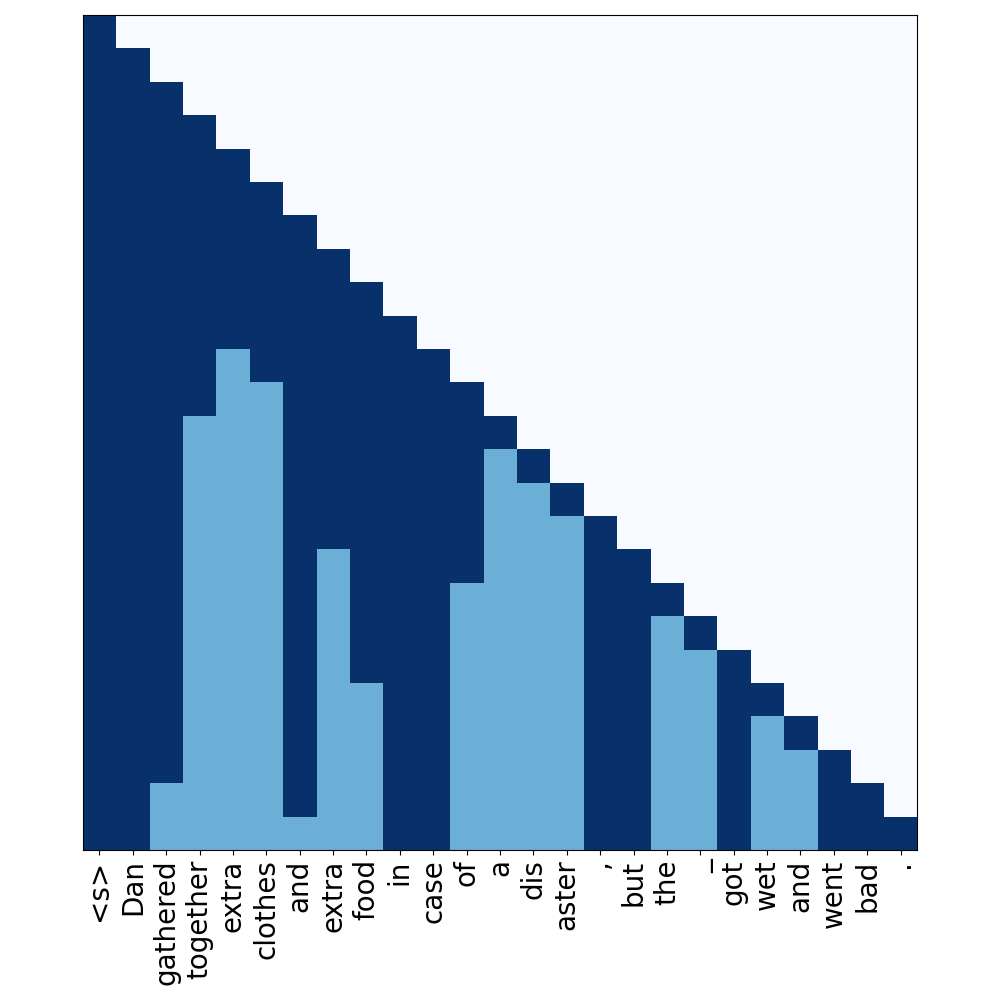 <s>
Dan
gathered
together
extra
clothes
and
extra
food
in
case
of
a
dis
aster
,
but
the
_
got
wet
and
went
bad
.